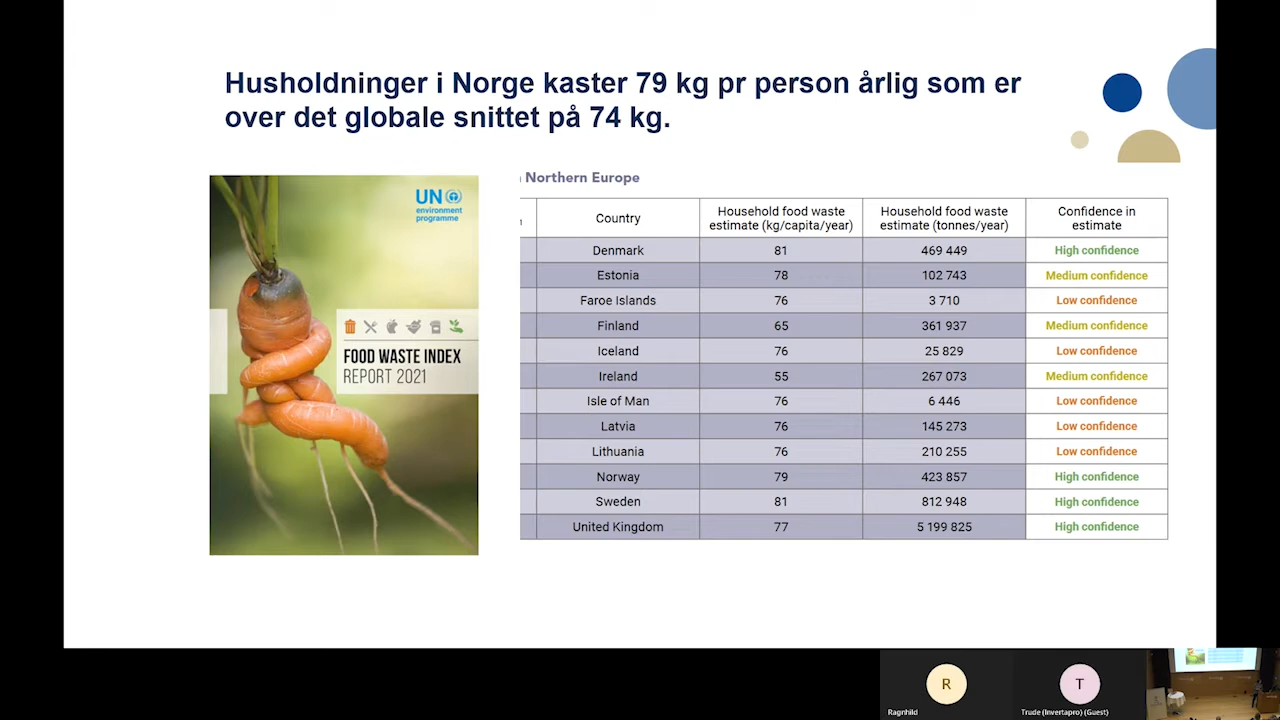 Husholdninger i Norge kaster 79 kg pr person årlig som er
over det globale snittet på 74 kg.
UN
environment
programme
FOOD WASTE INDEX
REPORT 2021
Northern Europe
Country
Household food waste
estimate (kg/capita/year)
Household food waste
estimate (tonnes/year)
Confidence in
estimate
Denmark 81 469 449 High confidence
Estonia 78 102 743 Medium confidence
Faroe Islands 76 3 710 Low confidence
Finland 65 361 937 Medium confidence
Iceland 76 25 829 Low confidence
Ireland 55 267 073 Medium confidence
Isle of Man 76 6 446 Low confidence
Latvia 76 145 273 Low confidence
Lithuania 76 210 255 Low confidence
Norway 79 423 857 High confidence
Sweden 81 812 948 High confidence
United Kingdom 77 5 199 825 High confidence
R
Ragnhild
T
Trude (Invertapro) (Guest)